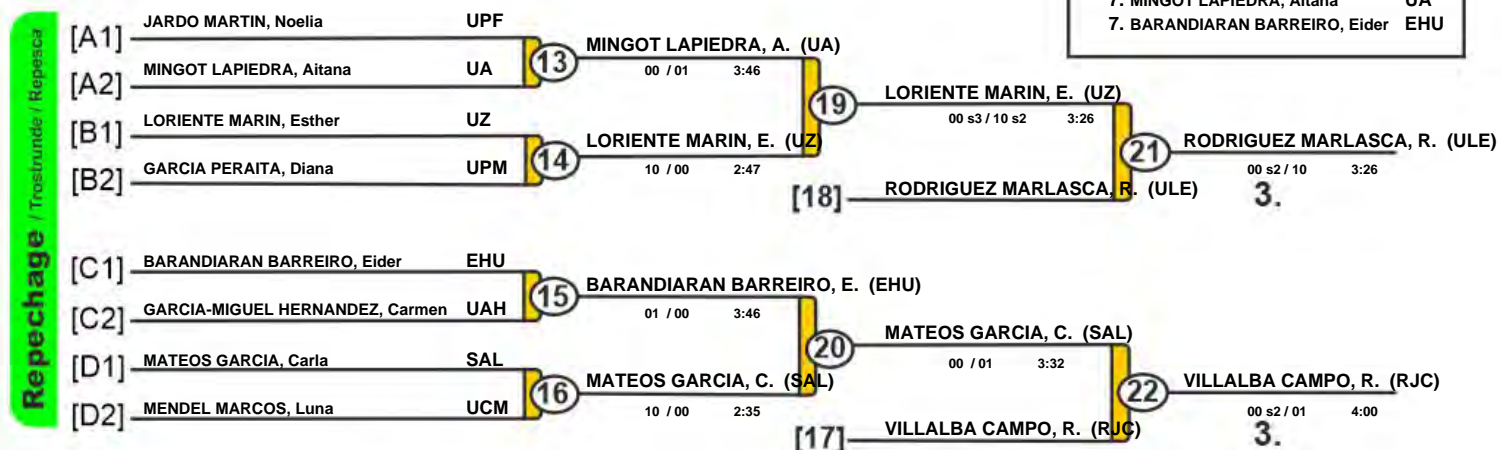 7. MINGOT LAPIEDRA, Aitana UA
7. BARANDIARAN BARREIRO, Eider EHU
Repechage / Trostrunde / Repesca
[A1] JARDO MARTIN, Noelia UPF
[A2] MINGOT LAPIEDRA, Aitana UA
13 MINGOT LAPIEDRA, A. (UA)
00 / 01 3:46
[B1] LORIENTE MARIN, Esther UZ
[B2] GARCIA PERAITA, Diana UPM
14 LORIENTE MARIN, E. (UZ)
10 / 00 2:47
19 LORIENTE MARIN, E. (UZ)
00 s3 / 10 s2 3:26
[18] RODRIGUEZ MARLASCA, R. (ULE)
21 RODRIGUEZ MARLASCA, R. (ULE)
00 s2 / 10 3:26
3.
[C1] BARANDIARAN BARREIRO, Eider EHU
[C2] GARCIA-MIGUEL HERNANDEZ, Carmen UAH
15 BARANDIARAN BARREIRO, E. (EHU)
01 / 00 3:46
[D1] MATEOS GARCIA, Carla SAL
[D2] MENDEL MARCOS, Luna UCM
16 MATEOS GARCIA, C. (SAL)
10 / 00 2:35
20 MATEOS GARCIA, C. (SAL)
00 / 01 3:32
[17] VILLALBA CAMPO, R. (RJC)
22 VILLALBA CAMPO, R. (RJC)
00 s2 / 01 4:00
3.